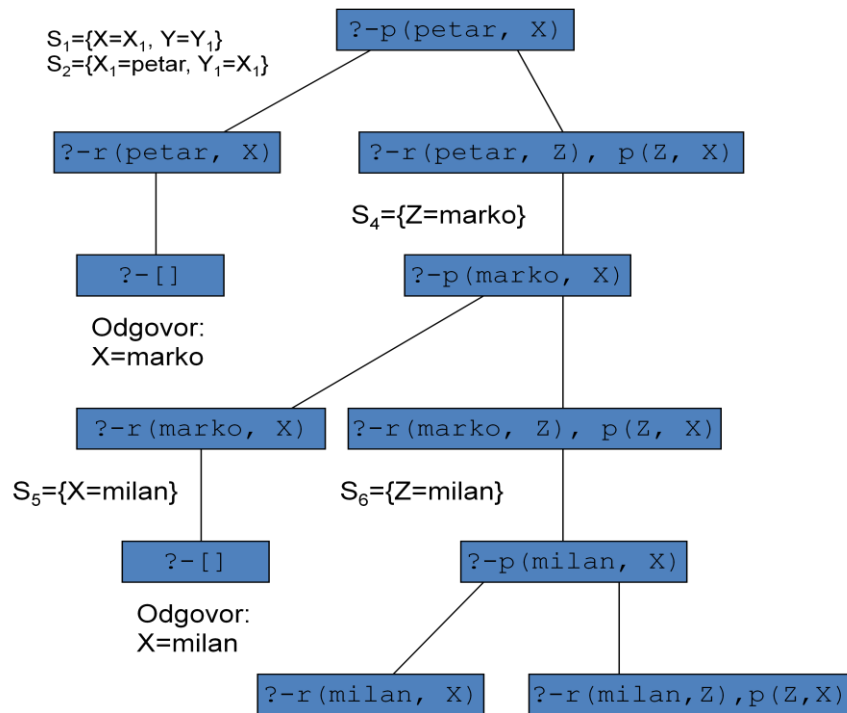 ?-p(petar, X)
S₁={X=X₁, Y=Y₁}
S₂={X₁=petar, Y₁=X₁}
?-r(petar, X)
?-r(petar, Z), p(Z, X)
S₄={Z=marko}
?-[]
?-p(marko, X)
Odgovor:
X=marko
?-r(marko, X)
?-r(marko, Z), p(Z, X)
S₅={X=milan}
S₆={Z=milan}
?-[]
?-p(milan, X)
Odgovor:
X=milan
?-r(milan, X)
?-r(milan,Z),p(Z,X)